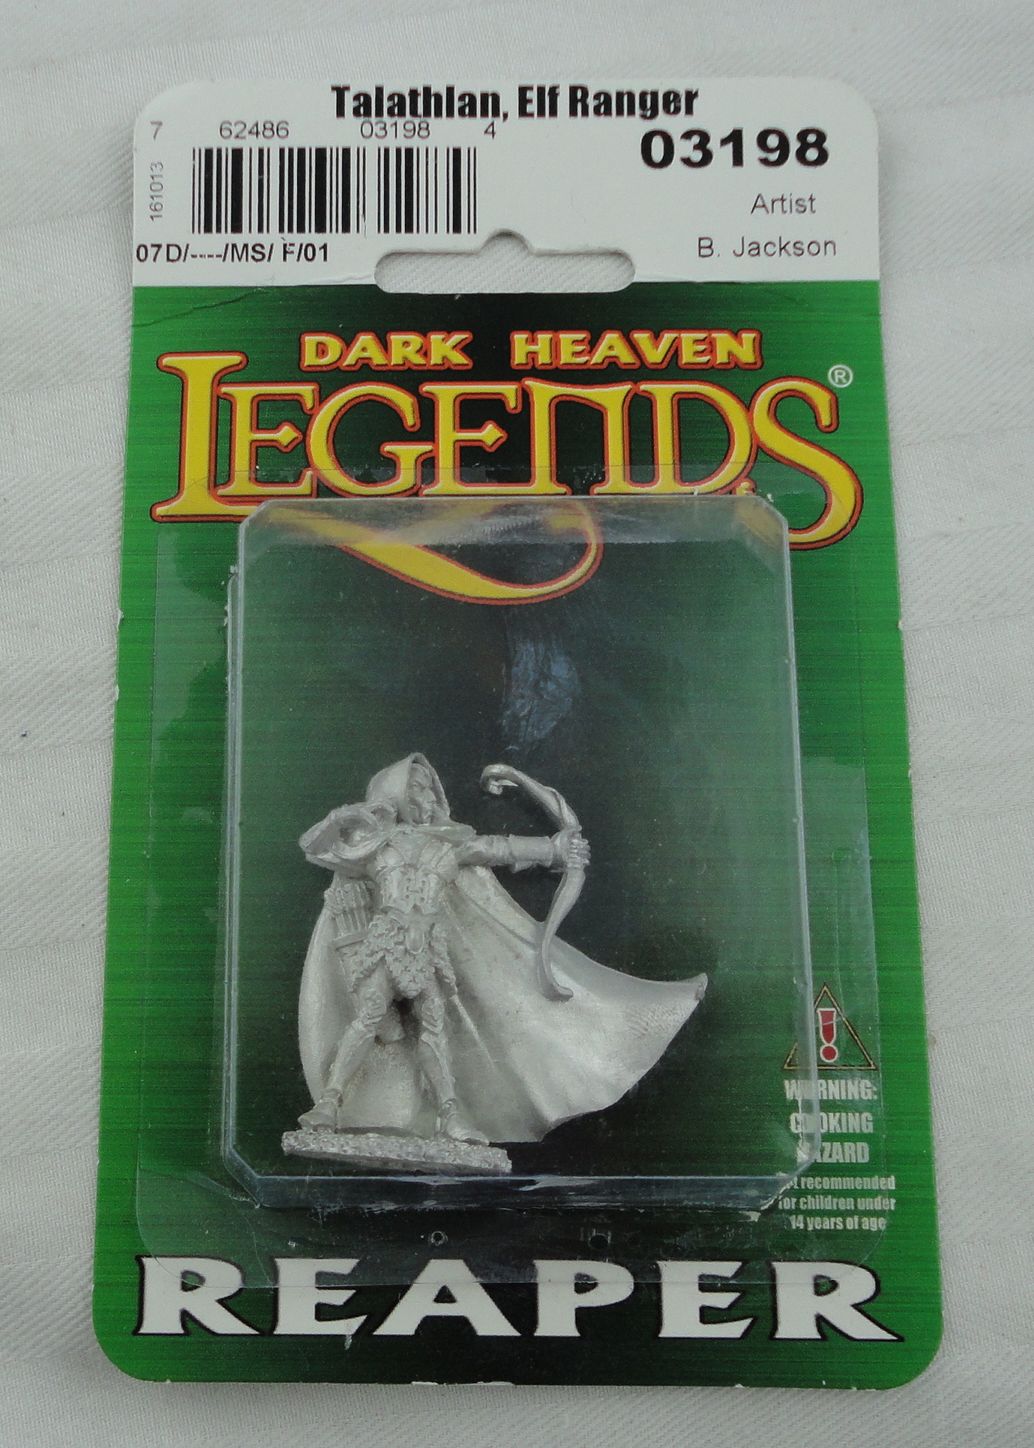 Talathlan, Elf Ranger
7 62486 03198 4
03198
161013
Artist
07D/----/MS/ F/01
B. Jackson
DARK HEAVEN
LEGENDS®
WARNING:
CHOKING
HAZARD
Not recommended
for children under
14 years of age
REAPER